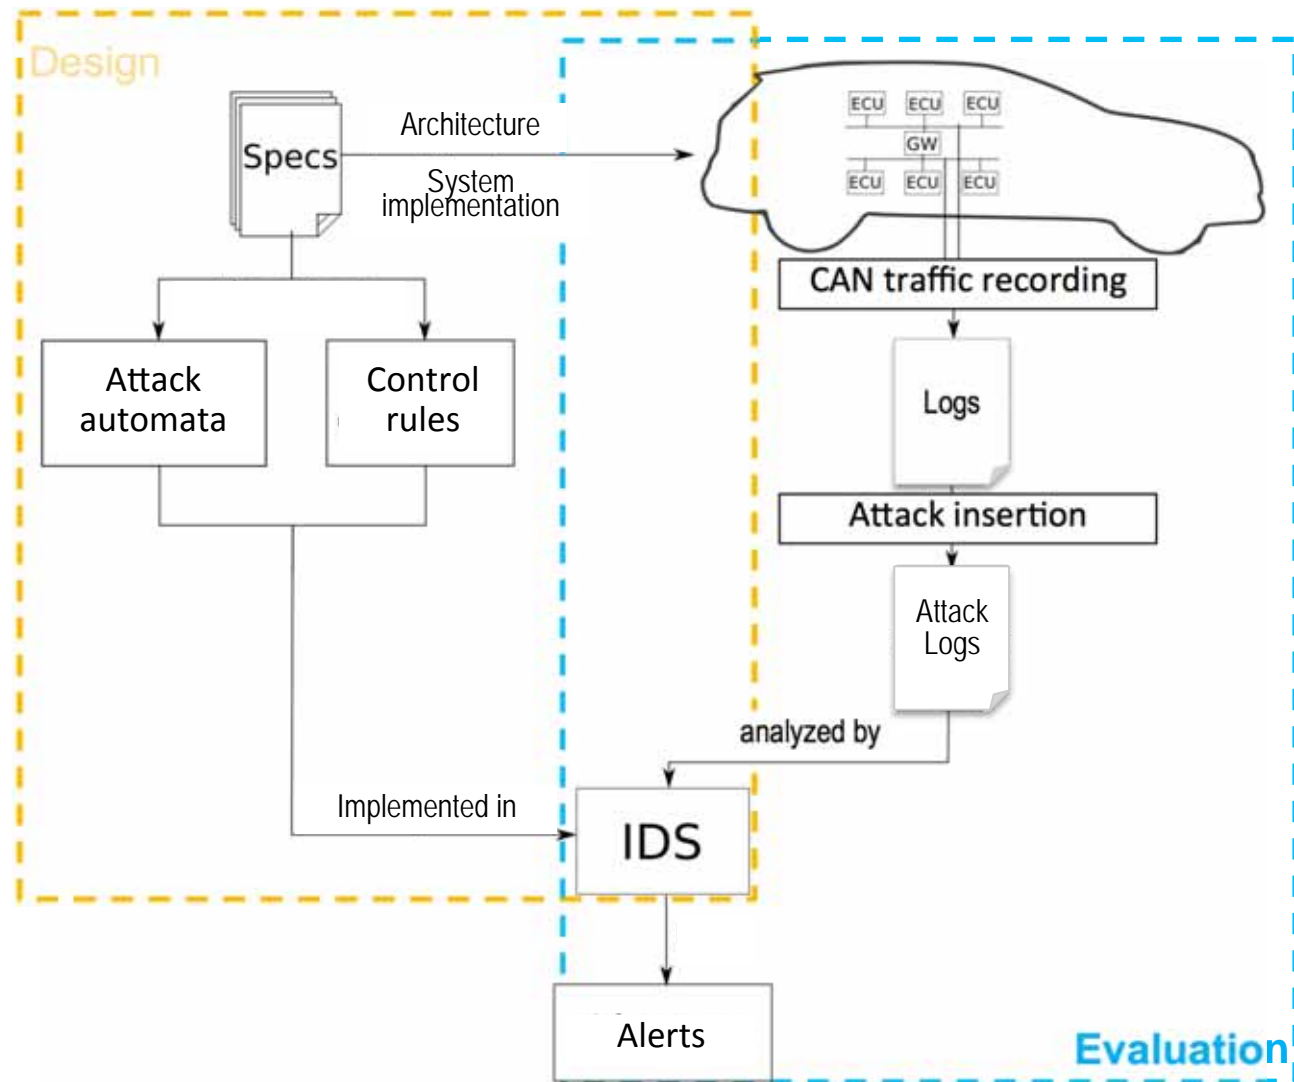 Design
Architecture
Specs
System
implementation
ECU ECU ECU
GW
ECU ECU ECU
CAN traffic recording
Attack
automata
Control
rules
Logs
Attack insertion
Attack
Logs
analyzed by
Implemented in
IDS
Alerts
Evaluation